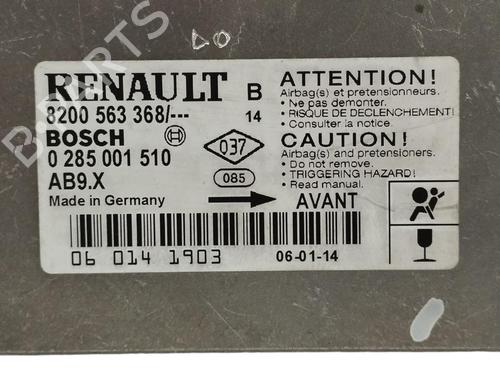 RENAULT B
8200 563 368/--- 14
BOSCH
0 285 001 510
AB9.X
Made in Germany
037
085
AVANT
ATTENTION!
Airbag(s) et pretensionneurs.
• Ne pas demonter.
• RISQUE DE DECLENCHEMENT!
• Consulter la notice.
CAUTION!
Airbag(s) and pretensioners.
• Do not remove.
• TRIGGERING HAZARD!
• Read manual.
06 014 1903
06-01-14